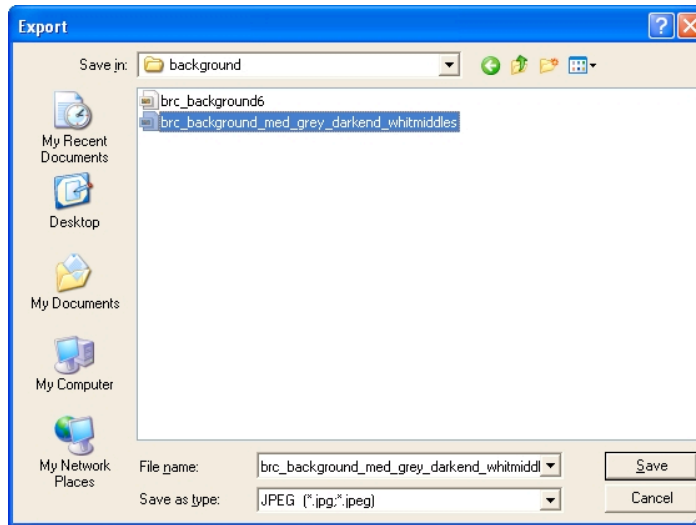 Export
Save in:
background
brc_background6
brc_background_med_grey_darkend_whitmiddles
My Recent
Documents
Desktop
My Documents
My Computer
My Network
Places
File name:
brc_background_med_grey_darkend_whitmiddl
Save
Save as type:
JPEG (*.jpg;*.jpeg)
Cancel